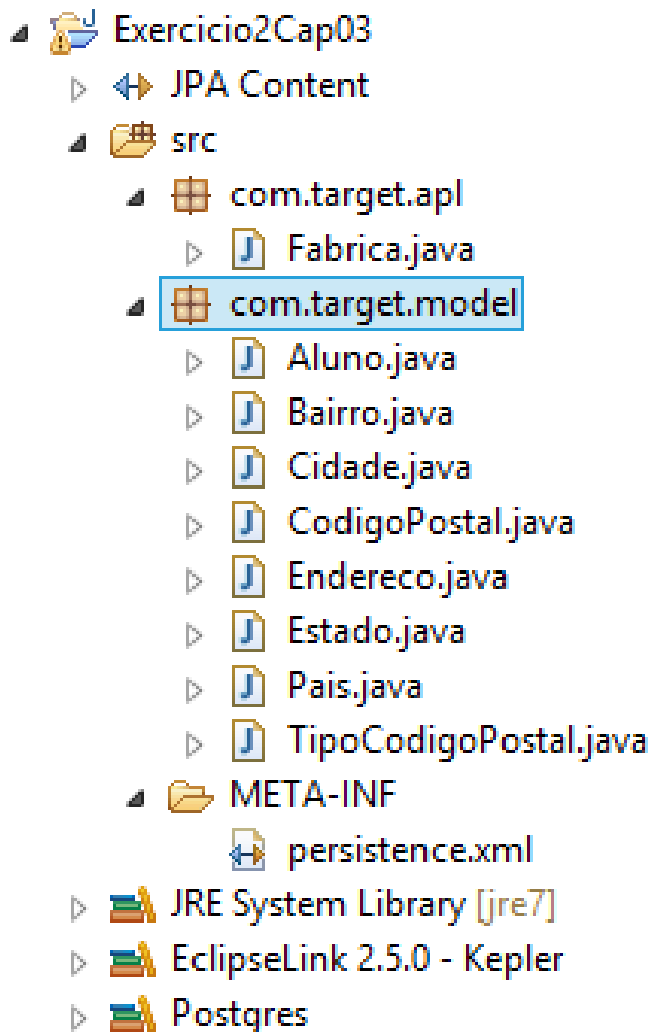 Exercicio2Cap03
JPA Content
src
com.target.apl
Fabrica.java
com.target.model
Aluno.java
Bairro.java
Cidade.java
CodigoPostal.java
Endereco.java
Estado.java
Pais.java
TipoCodigoPostal.java
META-INF
persistence.xml
JRE System Library [jre7]
EclipseLink 2.5.0 - Kepler
Postgres